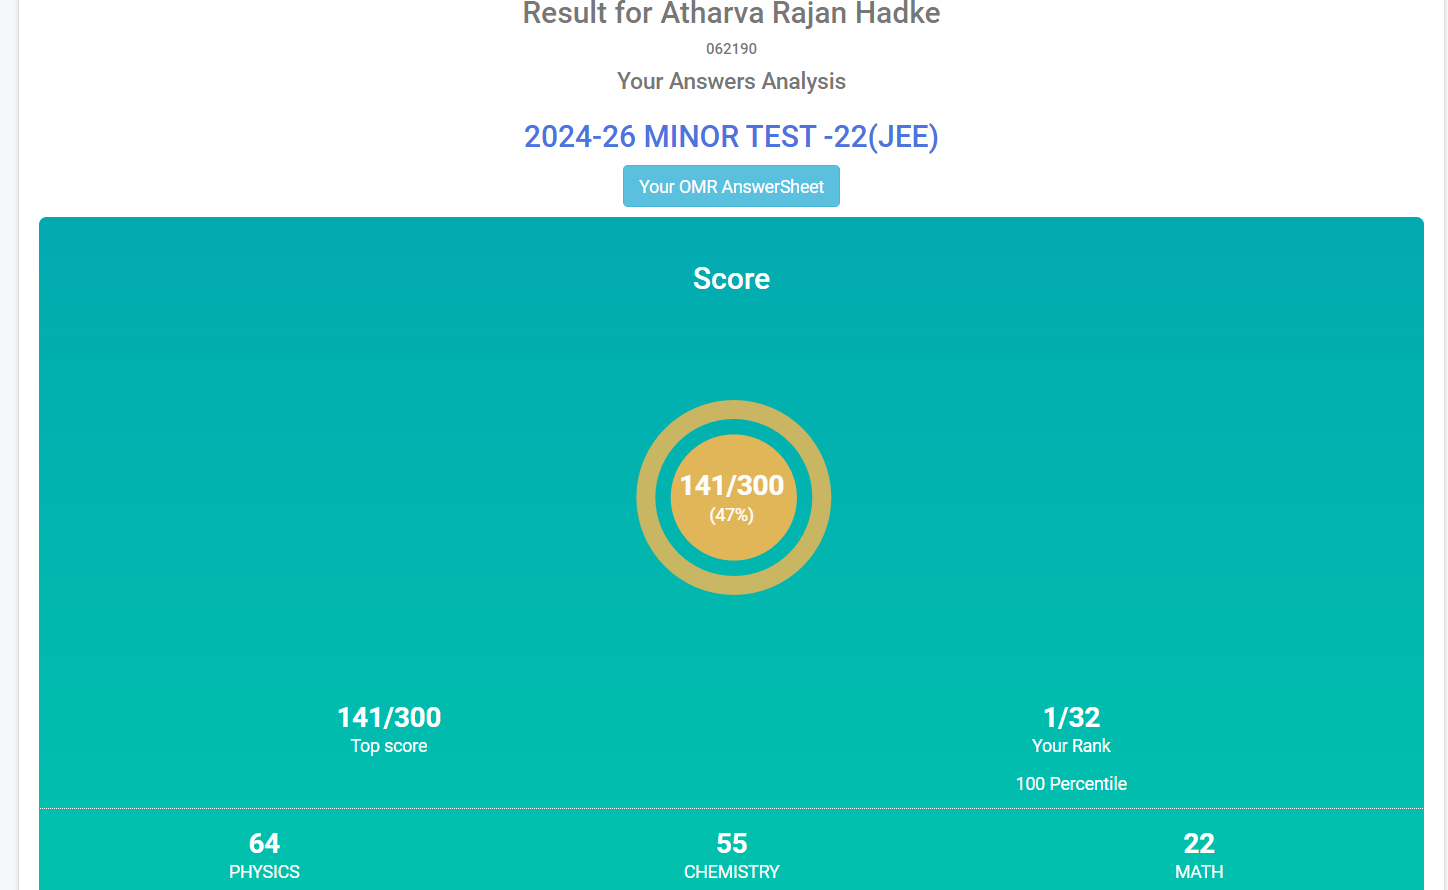 Result for Atharva Rajan Hadke
062190
Your Answers Analysis
2024-26 MINOR TEST -22(JEE)
Your OMR AnswerSheet
Score
141/300
(47%)
141/300
Top score
1/32
Your Rank
100 Percentile
64
PHYSICS
55
CHEMISTRY
22
MATH